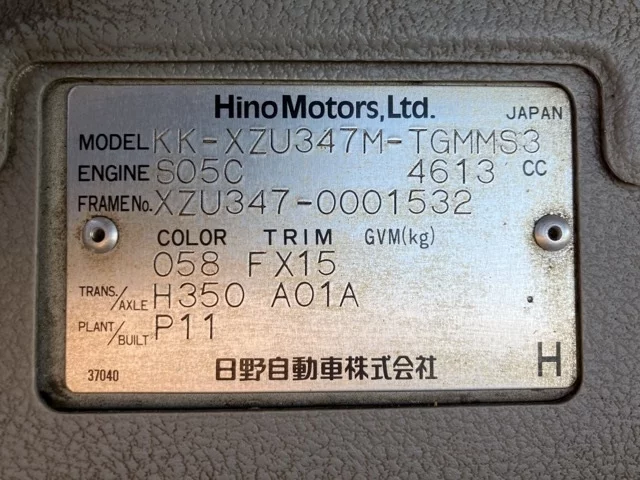 Hino Motors, Ltd. JAPAN
MODEL KK-XZU347M-TGMMS3
ENGINE S05C 4613 CC
FRAME No. XZU347-0001532
COLOR TRIM GVM(kg)
058 FX15
TRANS./AXLE H350 A01A
PLANT/BUILT P11
37040 日野自動車株式会社 H